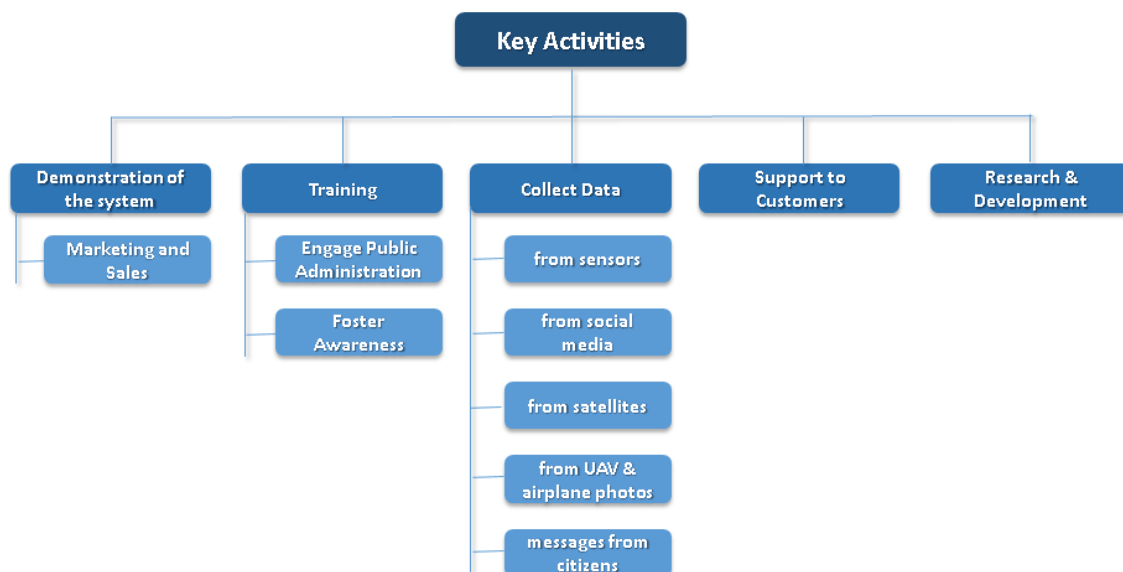 Key Activities
Demonstration of
the system
Training
Collect Data
Support to
Customers
Research &
Development
Marketing and
Sales
Engage Public
Administration
Foster
Awareness
from sensors
from social
media
from satellites
from UAV &
airplane photos
messages from
citizens